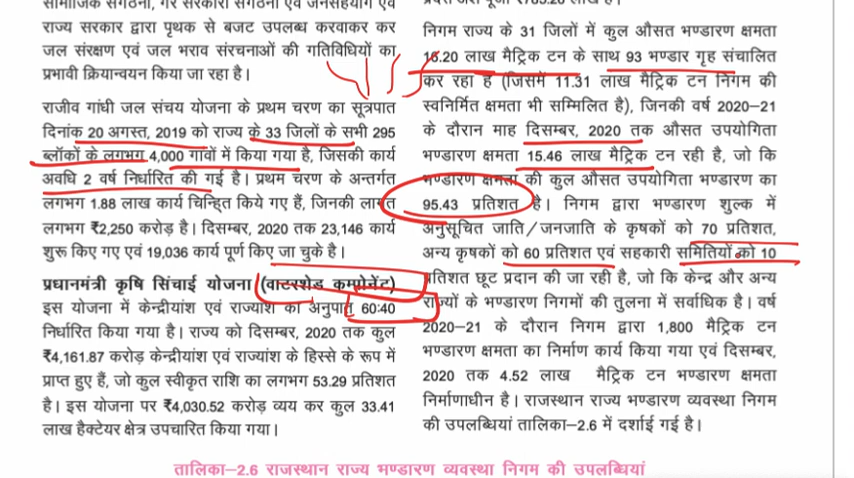 सामाजिक संगठनों, गैर सरकारी संगठनों एवं जनसहयोग एवं
राज्य सरकार द्वारा पृथक से बजट उपलब्ध करवाकर कर
जल संरक्षण एवं जल भराव संरचनाओं की गतिविधियों का
प्रभावी क्रियान्वयन किया जा रहा है।
राजीव गांधी जल संचय योजना के प्रथम चरण का सूत्रपात
दिनांक 20 अगस्त, 2019 को राज्य के 33 जिलों के सभी 295
ब्लॉकों के लगभग 4,000 गावों में किया गया है, जिसकी कार्य
अवधि 2 वर्ष निर्धारित की गई है। प्रथम चरण के अन्तर्गत
लगभग 1.88 लाख कार्य चिन्हित किये गए हैं, जिनकी लागत
लगभग ₹2,250 करोड़ है। दिसम्बर, 2020 तक 23,146 कार्य
शुरू किए गए एवं 19,036 कार्य पूर्ण किए जा चुके है।
प्रधानमंत्री कृषि सिंचाई योजना (वाटरशेड कम्पोनेंट)
इस योजना में केन्द्रीयांश एवं राज्यांश का अनुपात 60:40
निर्धारित किया गया है। राज्य को दिसम्बर, 2020 तक कुल
₹4,161.87 करोड़ केन्द्रीयांश एवं राज्यांश के हिस्से के रूप में
प्राप्त हुए हैं, जो कुल स्वीकृत राशि का लगभग 53.29 प्रतिशत
है। इस योजना पर ₹4,030.52 करोड़ व्यय कर कुल 33.41
लाख हैक्टेयर क्षेत्र उपचारित किया गया।
निगम राज्य के 31 जिलों में कुल औसत भण्डारण क्षमता
16.20 लाख मैट्रिक टन के साथ 93 भण्डार गृह संचालित
कर रहा है (जिसमें 11.31 लाख मैट्रिक टन निगम की
स्वनिर्मित क्षमता भी सम्मिलित है), जिनकी वर्ष 2020-21
के दौरान माह दिसम्बर, 2020 तक औसत उपयोगिता
भण्डारण क्षमता 15.46 लाख मैट्रिक टन रही है, जो कि
भण्डारण क्षमता की कुल औसत उपयोगिता भण्डारण का
95.43 प्रतिशत है। निगम द्वारा भण्डारण शुल्क में
अनुसूचित जाति/जनजाति के कृषकों को 70 प्रतिशत,
अन्य कृषकों को 60 प्रतिशत एवं सहकारी समितियों को 10
प्रतिशत छूट प्रदान की जा रही है, जो कि केन्द्र और अन्य
राज्यों के भण्डारण निगमों की तुलना में सर्वाधिक है। वर्ष
2020-21 के दौरान निगम द्वारा 1,800 मैट्रिक टन
भण्डारण क्षमता का निर्माण कार्य किया गया एवं दिसम्बर,
2020 तक 4.52 लाख मैट्रिक टन भण्डारण क्षमता
निर्माणाधीन है। राजस्थान राज्य भण्डारण व्यवस्था निगम
की उपलब्धियां तालिका-2.6 में दर्शाई गई है।
तालिका-2.6 राजस्थान राज्य भण्डारण व्यवस्था निगम की उपलब्धियां